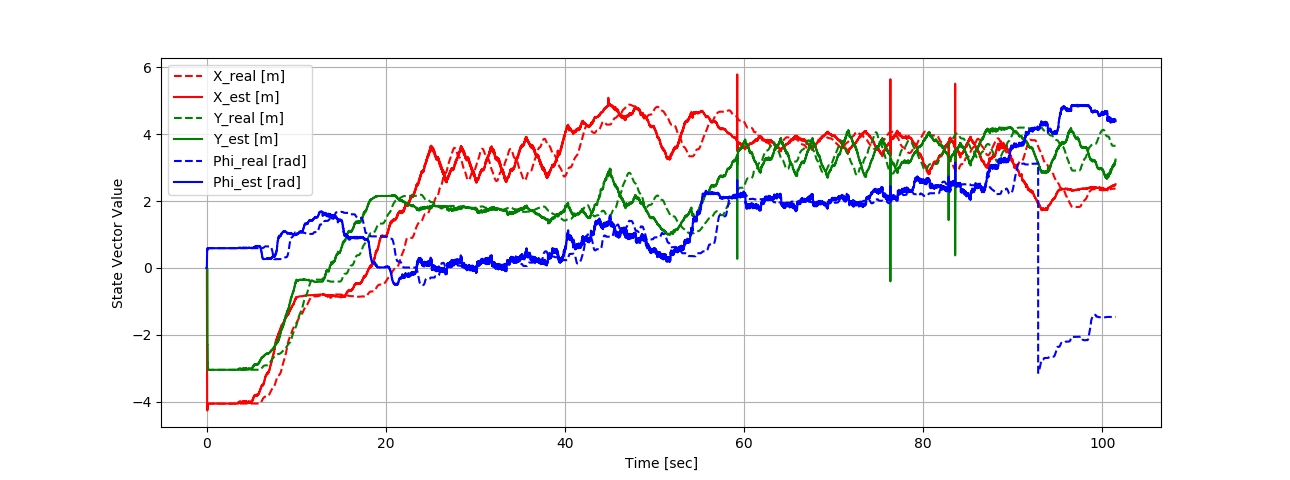 6
4
2
0
−2
−4
State Vector Value
X_real [m]
X_est [m]
Y_real [m]
Y_est [m]
Phi_real [rad]
Phi_est [rad]
0 20 40 60 80 100
Time [sec]